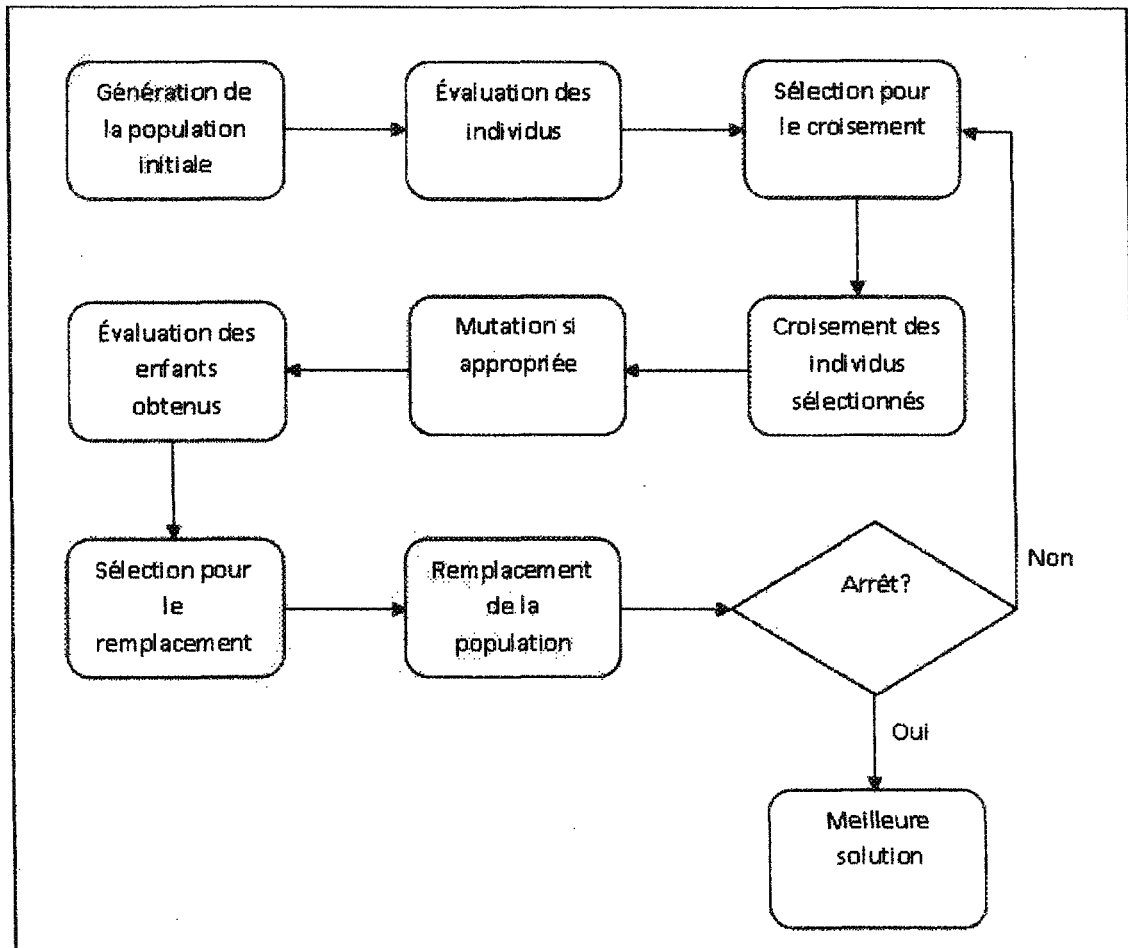 Génération de
la population
initiale
Évaluation des
individus
Sélection pour
le croisement
Croisement des
individus
sélectionnés
Mutation si
appropriée
Évaluation des
enfants
obtenus
Sélection pour
le
remplacement
Remplacement
de la
population
Arrêt?
Non
Oui
Meilleure
solution